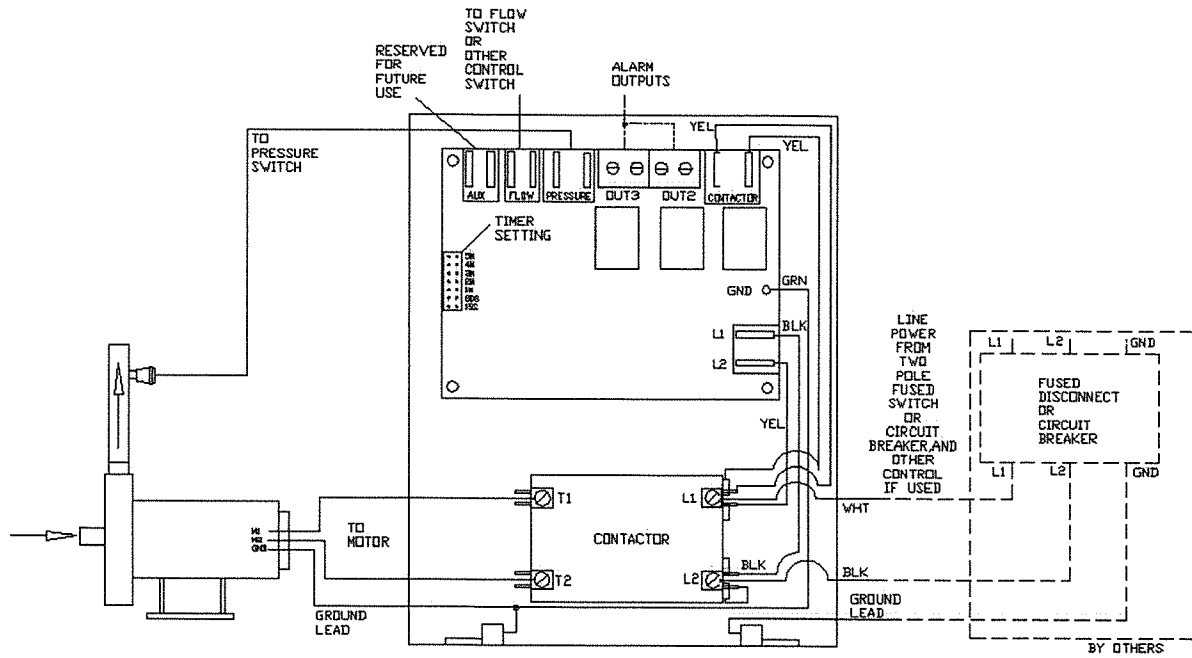 TO FLOW
SWITCH
OR
OTHER
CONTROL
SWITCH
RESERVED
FOR
FUTURE
USE
ALARM
OUTPUTS
YEL
YEL
TO
PRESSURE
SWITCH
AUX
FLOW
PRESSURE
OUT3
OUT2
CONTACTOR
TIMER
SETTING
GND
GRN
L1
BLK
L2
YEL
LINE
POWER
FROM
TWO
POLE
FUSED
SWITCH
OR
CIRCUIT
BREAKER,AND
OTHER
CONTROL
IF USED
L1
L2
GND
FUSED
DISCONNECT
OR
CIRCUIT
BREAKER
L1
L2
GND
T1
L1
WHT
M1
M2
GND
TO
MOTOR
CONTACTOR
T2
L2
BLK
BLK
GROUND
LEAD
GROUND
LEAD
BY OTHERS